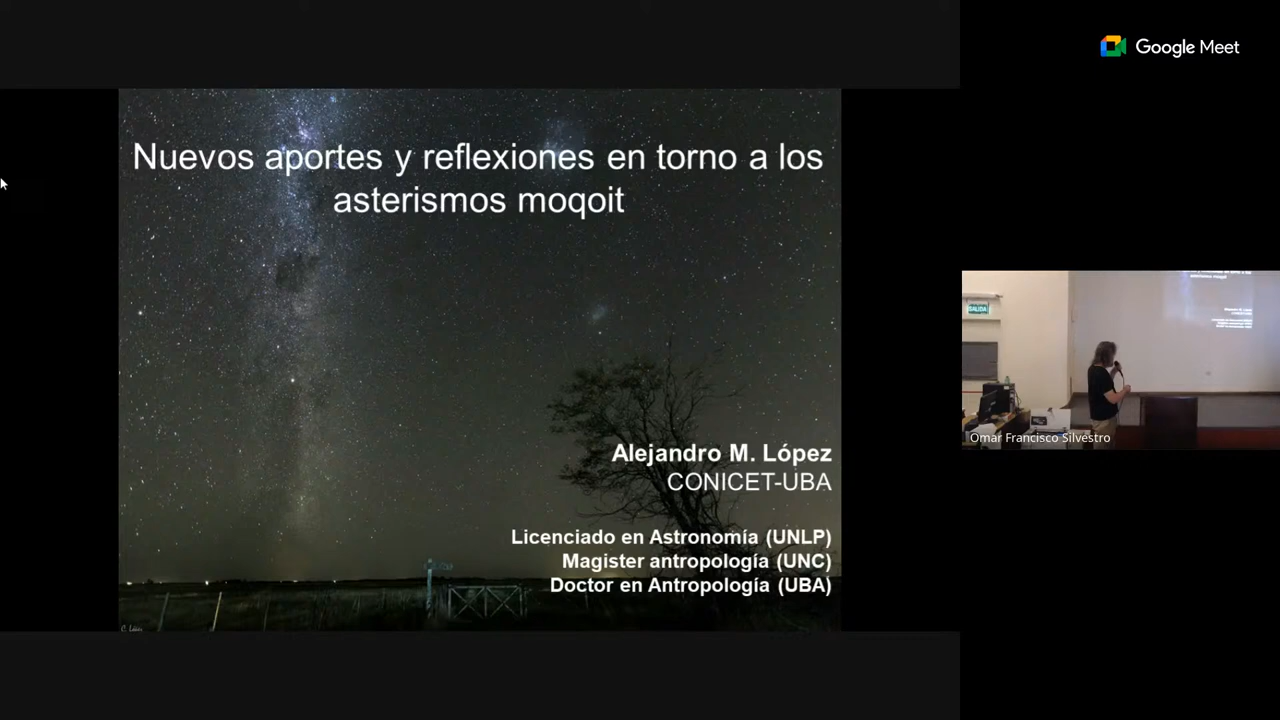 Google Meet
Nuevos aportes y reflexiones en torno a los
asterismos moqoit
Alejandro M. López
CONICET-UBA
Licenciado en Astronomía (UNLP)
Magister antropología (UNC)
Doctor en Antropología (UBA)
SALIDA
Omar Francisco Silvestro